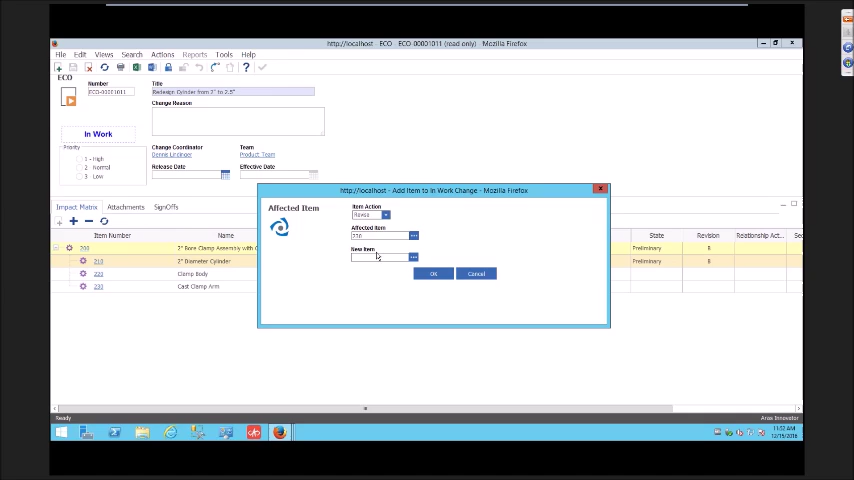 http://localhost - ECO - ECO-00001011 (read only) - Mozilla Firefox
File Edit Views Search Actions Reports Tools Help
ECO
Number
ECO-00001011
Title
Redesign Cylinder from 2" to 2.5"
Change Reason
In Work
Change Coordinator
Team
Dennis Lindinger
Product Team
Priority
1 - High
2 - Normal
3 - Low
Release Date
Effective Date
http://localhost - Add Item to In Work Change - Mozilla Firefox
Affected Item
Item Action
Revise
Affected Item
230
New Item
OK Cancel
Impact Matrix Attachments SignOffs
Item Number Name State Revision Relationship Act...
200 2" Bore Clamp Assembly with Preliminary B
210 2" Diameter Cylinder Preliminary B
220 Clamp Body
230 Cast Clamp Arm
Ready
Aras Innovator
11:52 AM
12/15/2016